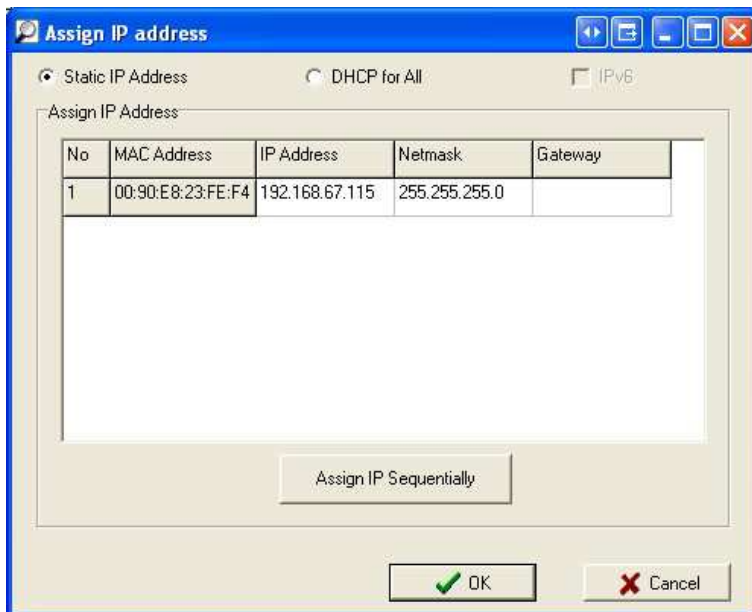 Assign IP address
Static IP Address DHCP for All IPv6
Assign IP Address
No MAC Address IP Address Netmask Gateway
1 00:90:E8:23:FE:F4 192.168.67.115 255.255.255.0
Assign IP Sequentially
OK Cancel